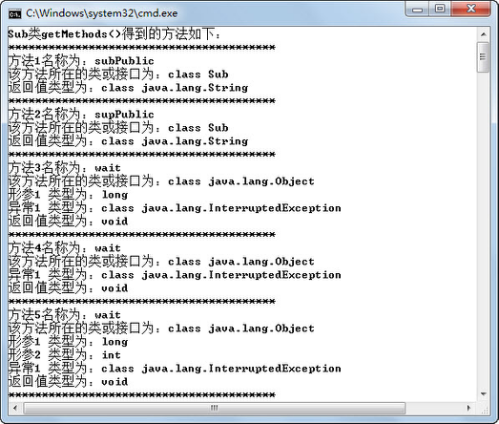 C:\Windows\system32\cmd.exe
Sub类getMethods()得到的方法如下：
****************************************
方法1名称为：subPublic
该方法所在的类或接口为：class Sub
返回值类型为：class java.lang.String
****************************************
方法2名称为：supPublic
该方法所在的类或接口为：class Sub
返回值类型为：class java.lang.String
****************************************
方法3名称为：wait
该方法所在的类或接口为：class java.lang.Object
形参1 类型为：long
异常1 类型为：class java.lang.InterruptedException
返回值类型为：void
****************************************
方法4名称为：wait
该方法所在的类或接口为：class java.lang.Object
异常1 类型为：class java.lang.InterruptedException
返回值类型为：void
****************************************
方法5名称为：wait
该方法所在的类或接口为：class java.lang.Object
形参1 类型为：long
形参2 类型为：int
异常1 类型为：class java.lang.InterruptedException
返回值类型为：void
****************************************